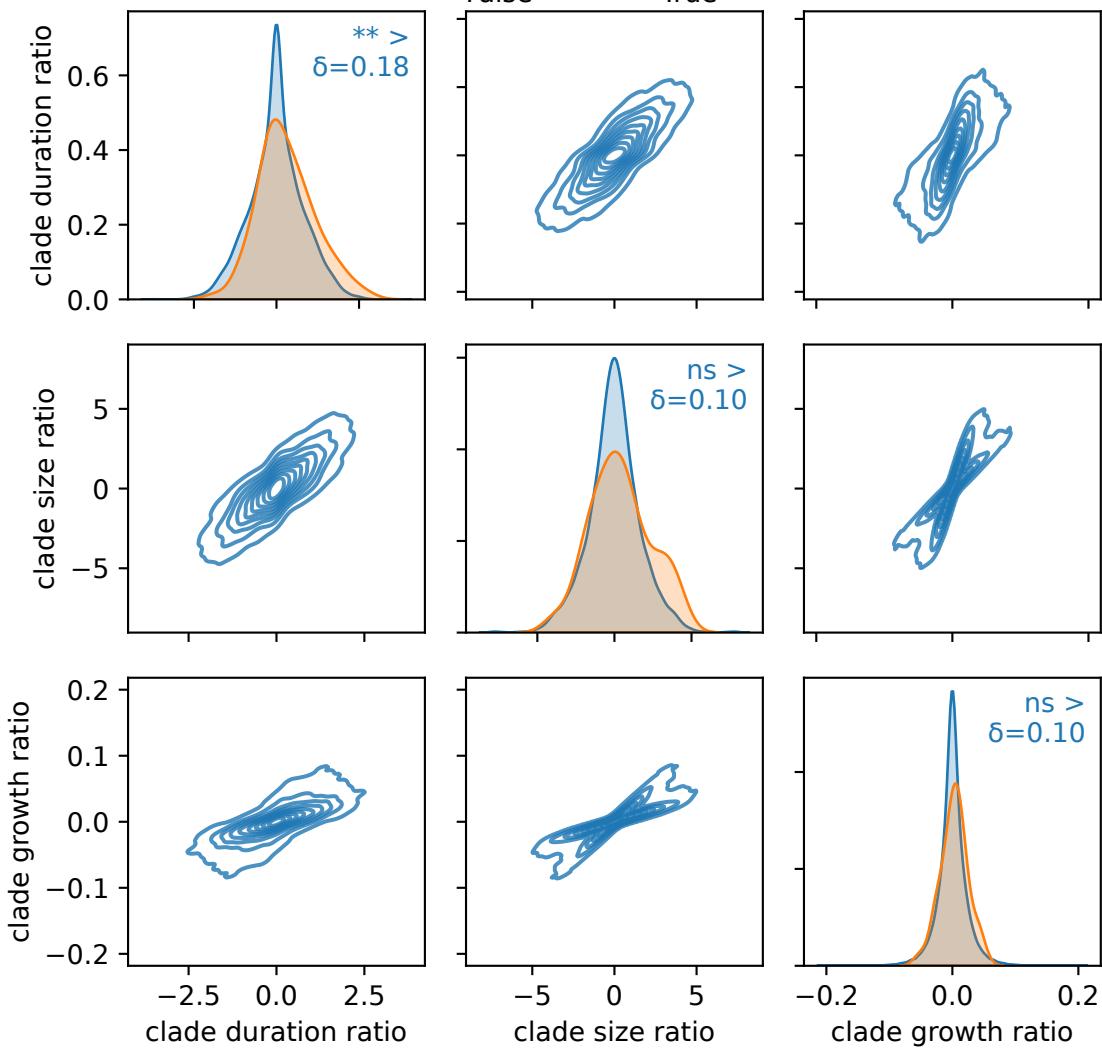 clade duration ratio
0.6
0.4
0.2
0.0
** >
δ=0.18
clade size ratio
5
0
−5
ns >
δ=0.10
clade growth ratio
0.2
0.1
0.0
−0.1
−0.2
ns >
δ=0.10
−2.5 0.0 2.5
clade duration ratio
−5 0 5
clade size ratio
−0.2 0.0 0.2
clade growth ratio